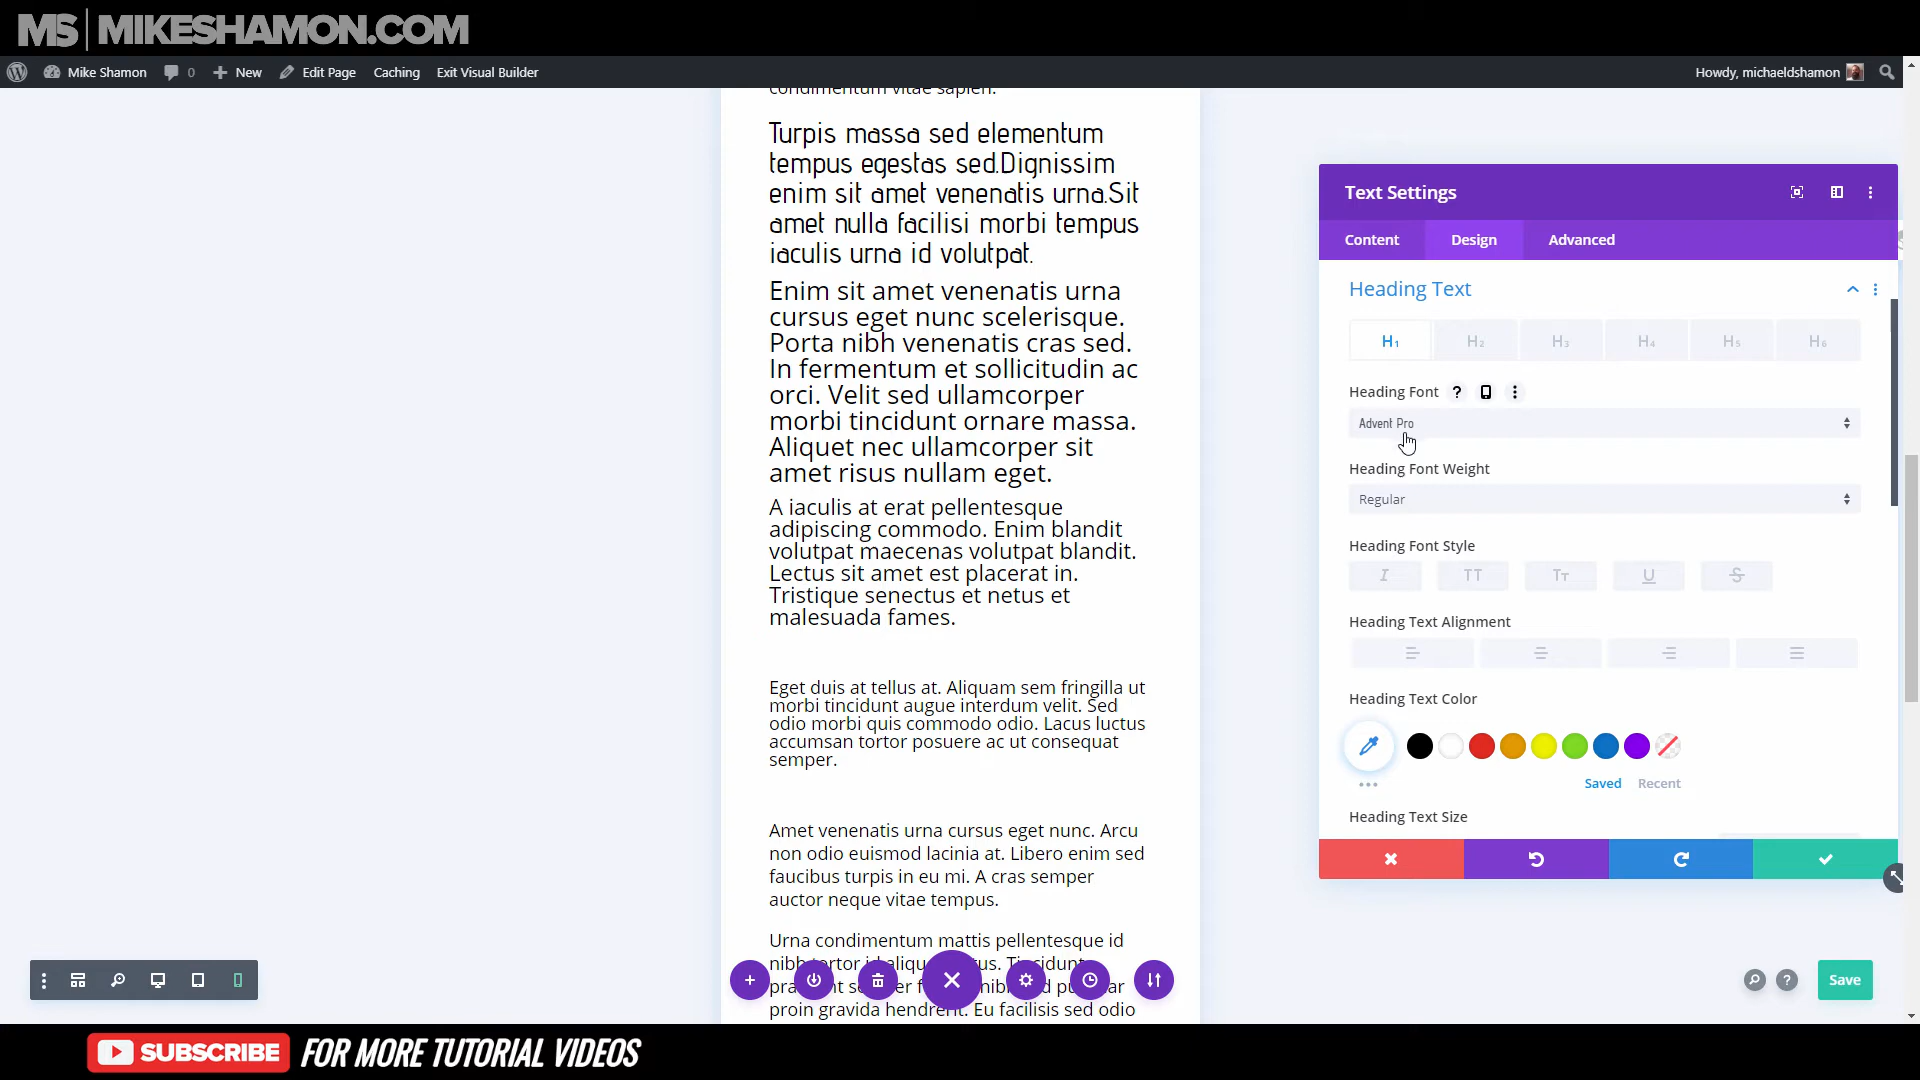 MS MIKESHAMON.COM
Mike Shamon 0 New Edit Page Caching Exit Visual Builder Howdy, michaeldshamon
condimentum vitae sapien.
Turpis massa sed elementum
tempus egestas sed.Dignissim
enim sit amet venenatis urna.Sit
amet nulla facilisi morbi tempus
iaculis urna id volutpat.
Enim sit amet venenatis urna
cursus eget nunc scelerisque.
Porta nibh venenatis cras sed.
In fermentum et sollicitudin ac
orci. Velit sed ullamcorper
morbi tincidunt ornare massa.
Aliquet nec ullamcorper sit
amet risus nullam eget.
A iaculis at erat pellentesque
adipiscing commodo. Enim blandit
volutpat maecenas volutpat blandit.
Lectus sit amet est placerat in.
Tristique senectus et netus et
malesuada fames.
Eget duis at tellus at. Aliquam sem fringilla ut
morbi tincidunt augue interdum velit. Sed
odio morbi quis commodo odio. Lacus luctus
accumsan tortor posuere ac ut consequat
semper.
Amet venenatis urna cursus eget nunc. Arcu
non odio euismod lacinia at. Libero enim sed
faucibus turpis in eu mi. A cras semper
auctor neque vitae tempus.
Urna condimentum mattis pellentesque id
tortor
proin gravida hendrerit. Eu facilisis sed odio
Text Settings
Content Design Advanced
Heading Text
H1 H2 H3 H4 H5 H6
Heading Font ?
Advent Pro
Heading Font Weight
Regular
Heading Font Style
I TT Tт U S
Heading Text Alignment
Heading Text Color
Saved Recent
Heading Text Size
? Save
SUBSCRIBE FOR MORE TUTORIAL VIDEOS